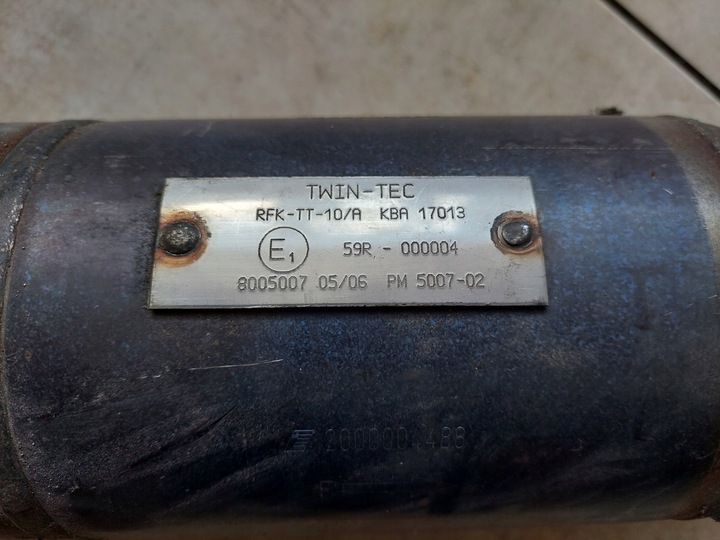 TWIN-TEC
RFK-TT-10/A KBA 17013
E1 59R - 000004
8005007 05/06 PM 5007-02